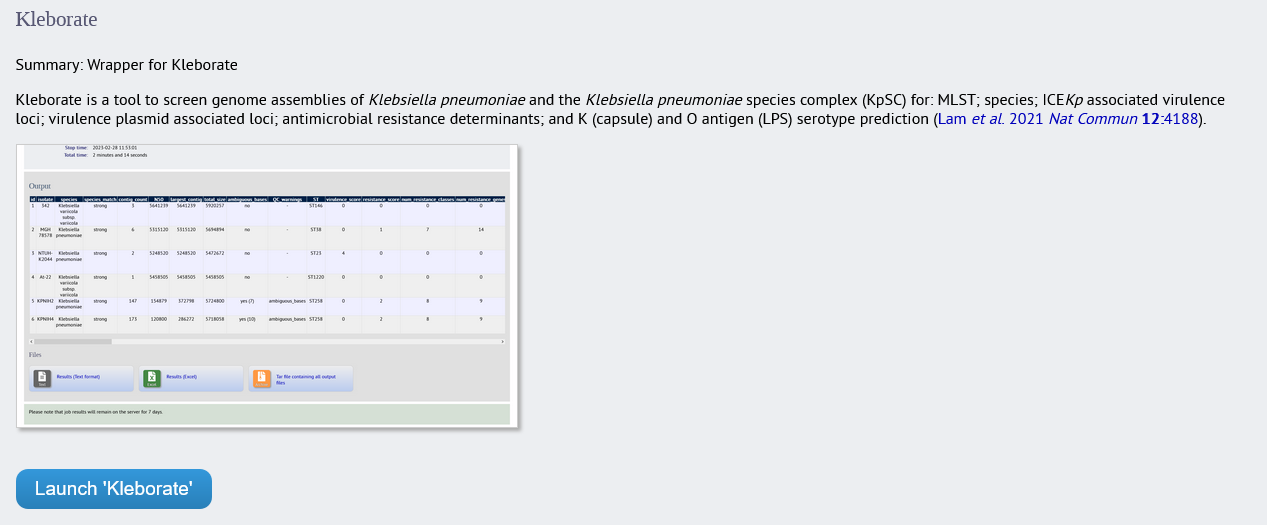 Kleborate
Summary: Wrapper for Kleborate
Kleborate is a tool to screen genome assemblies of Klebsiella pneumoniae and the Klebsiella pneumoniae species complex (KpSC) for: MLST; species; ICEKp associated virulence
loci; virulence plasmid associated loci; antimicrobial resistance determinants; and K (capsule) and O antigen (LPS) serotype prediction (Lam et al. 2021 Nat Commun 12:4188).
Stop time: 2023-02-28 11:53:01
Total time: 2 minutes and 14 seconds
Output
id isolate species species_match contig_count N50 largest_contig total_size ambiguous_bases QC_warnings ST virulence_score resistance_score num_resistance_classes num_resistance_genes
1 342 Klebsiella strong 3 5641239 5641239 5920257 no - ST146 0 0 0 0
variicola
subsp.
variicola
2 MGH Klebsiella strong 6 5315120 5315120 5694894 no - ST38 0 1 7 14
78578 pneumoniae
3 NTUH- Klebsiella strong 2 5248520 5248520 5472672 no - ST23 4 0 0 0
K2044 pneumoniae
4 At-22 Klebsiella strong 1 5458505 5458505 5458505 no - ST1220 0 0 0 0
variicola
subsp.
variicola
5 KPNIH2 Klebsiella strong 147 154879 372798 5724800 yes (7) ambiguous_bases ST258 0 2 8 9
pneumoniae
6 KPNIH4 Klebsiella strong 173 120800 286272 5718058 yes (10) ambiguous_bases ST258 0 2 8 9
pneumoniae
Files
Results (Text format) Results (Excel) Tar file containing all output
files
Text Excel
Please note that job results will remain on the server for 7 days.
Launch 'Kleborate'